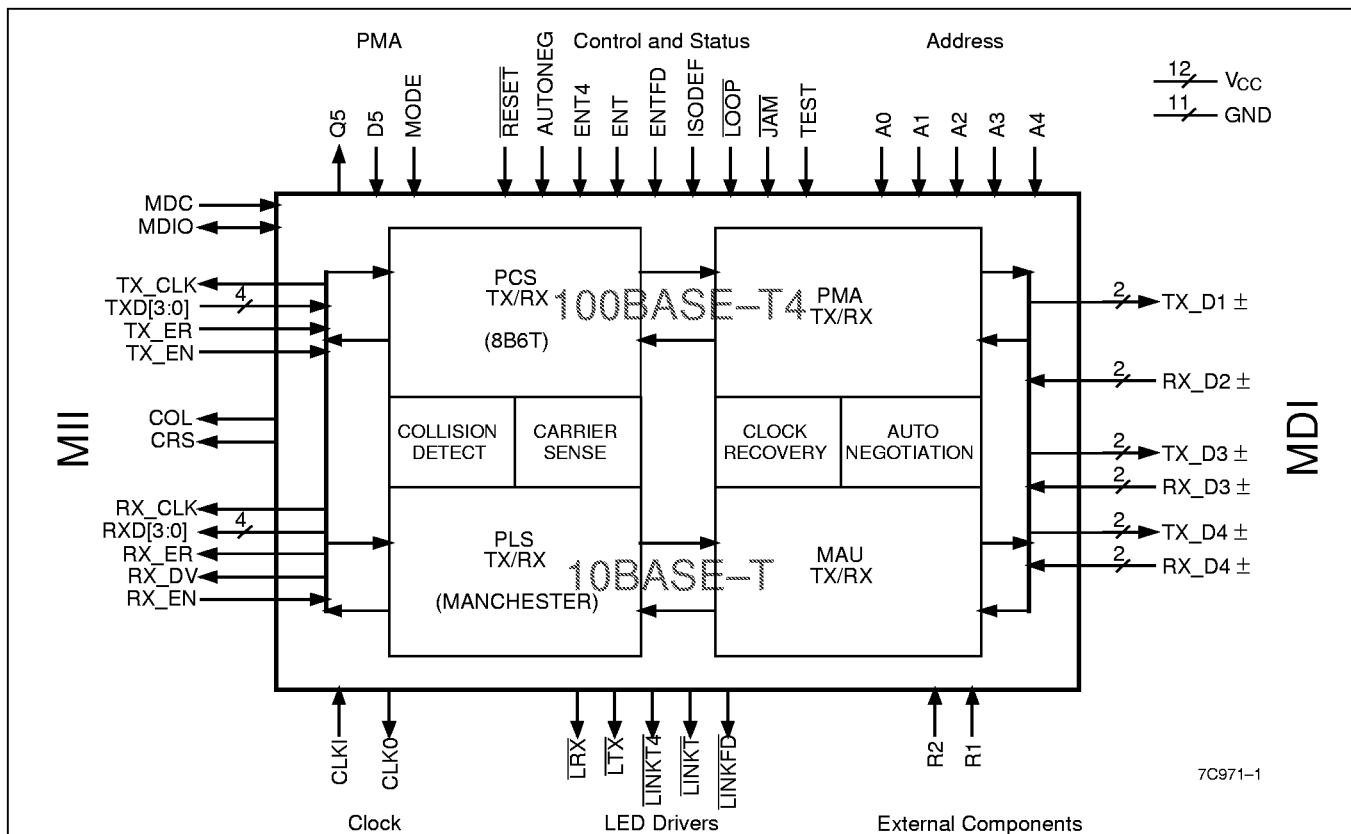 PMA
Control and Status
Address
Q5
D5
MODE
RESET
AUTONEG
ENT4
ENT
ENTFD
ISODEF
LOOP
JAM
TEST
A0
A1
A2
A3
A4
12 VCC
11 GND
MII
MDC
MDIO
TX_CLK
TXD[3:0] 4
TX_ER
TX_EN
COL
CRS
RX_CLK
RXD[3:0] 4
RX_ER
RX_DV
RX_EN
PCS
TX/RX
100BASE–T4
(8B6T)
PMA
TX/RX
COLLISION
DETECT
CARRIER
SENSE
CLOCK
RECOVERY
AUTO
NEGOTIATION
PLS
TX/RX
10BASE–T
(MANCHESTER)
MAU
TX/RX
2 TX_D1 ±
2 RX_D2 ±
2 TX_D3 ±
2 RX_D3 ±
2 TX_D4 ±
2 RX_D4 ±
MDI
CLKI
CLK0
LRX
LTX
LINKT4
LINKT
LINKFD
R2
R1
7C971–1
Clock
LED Drivers
External Components